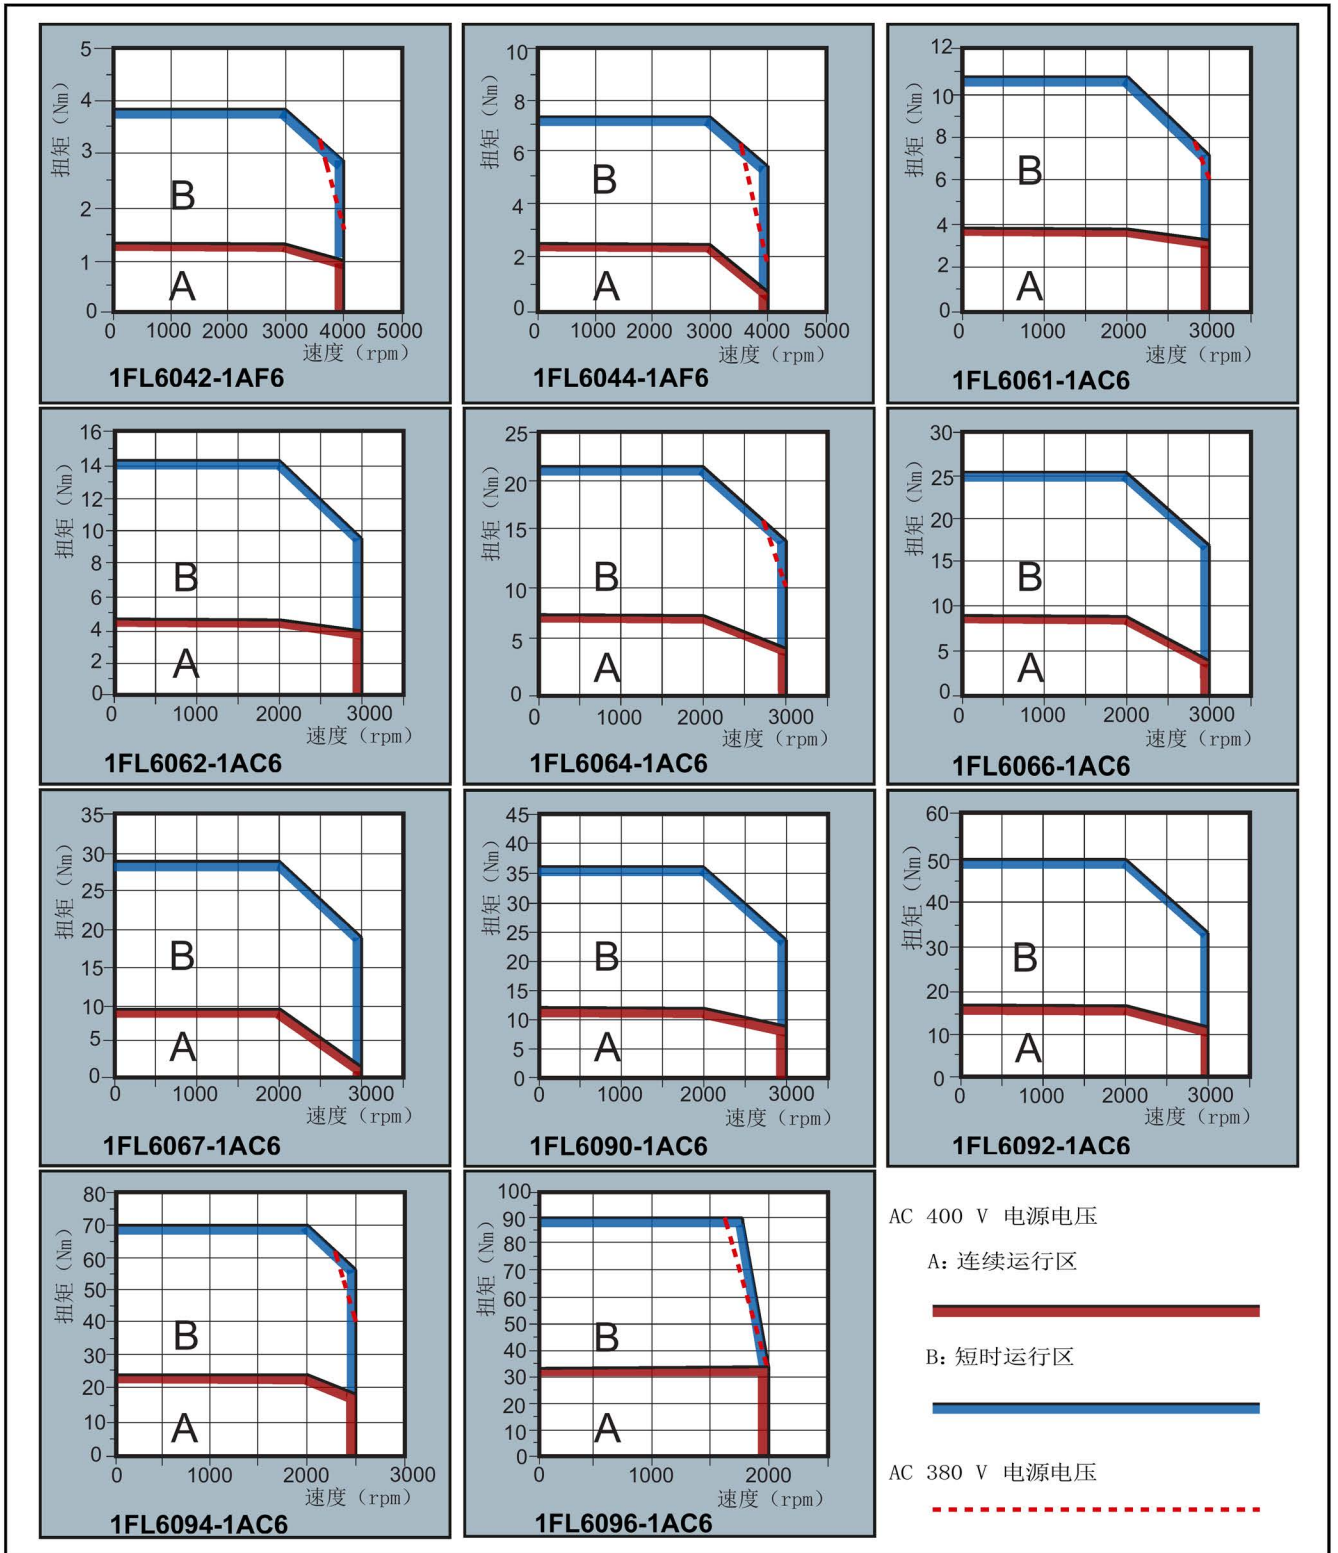 5
4
3
2
1
0
扭矩（Nm）
B
A
0 1000 2000 3000 4000 5000
速度（rpm）
1FL6042-1AF6
10
8
6
4
2
0
扭矩（Nm）
B
A
0 1000 2000 3000 4000 5000
速度（rpm）
1FL6044-1AF6
12
10
8
6
4
2
0
扭矩（Nm）
B
A
0 1000 2000 3000
速度（rpm）
1FL6061-1AC6
16
14
12
10
8
6
4
2
0
扭矩（Nm）
B
A
0 1000 2000 3000
速度（rpm）
1FL6062-1AC6
25
20
15
10
5
0
扭矩（Nm）
B
A
0 1000 2000 3000
速度（rpm）
1FL6064-1AC6
30
25
20
15
10
5
0
扭矩（Nm）
B
A
0 1000 2000 3000
速度（rpm）
1FL6066-1AC6
35
30
25
20
15
10
5
0
扭矩（Nm）
B
A
0 1000 2000 3000
速度（rpm）
1FL6067-1AC6
45
40
35
30
25
20
15
10
5
0
扭矩（Nm）
B
A
0 1000 2000 3000
速度（rpm）
1FL6090-1AC6
60
50
40
30
20
10
0
扭矩（Nm）
B
A
0 1000 2000 3000
速度（rpm）
1FL6092-1AC6
80
70
60
50
40
30
20
10
0
扭矩（Nm）
B
A
0 1000 2000 3000
速度（rpm）
1FL6094-1AC6
100
90
80
70
60
50
40
30
20
10
0
扭矩（Nm）
B
A
0 1000 2000
速度（rpm）
1FL6096-1AC6
AC 400 V 电源电压
A: 连续运行区
B: 短时运行区
AC 380 V 电源电压